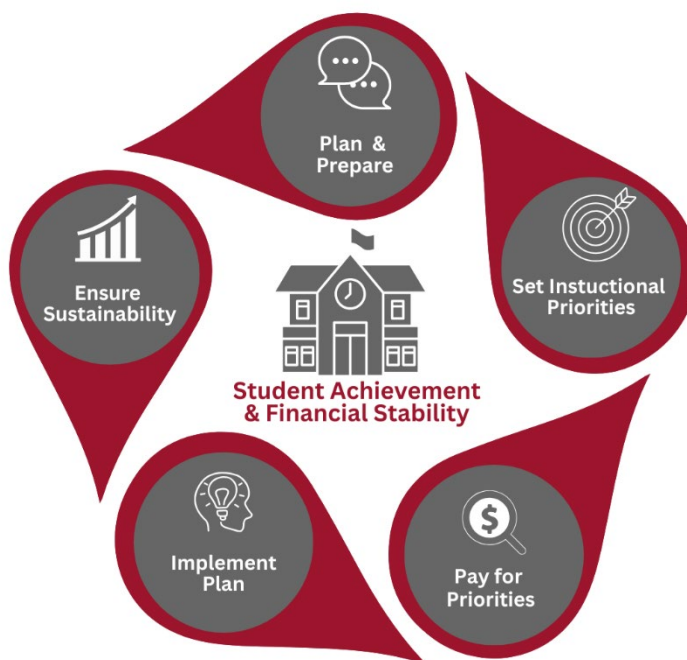 Plan &
Prepare
Set Instuctional
Priorities
Pay for
Priorities
Implement
Plan
Ensure
Sustainability
Student Achievement
& Financial Stability
$